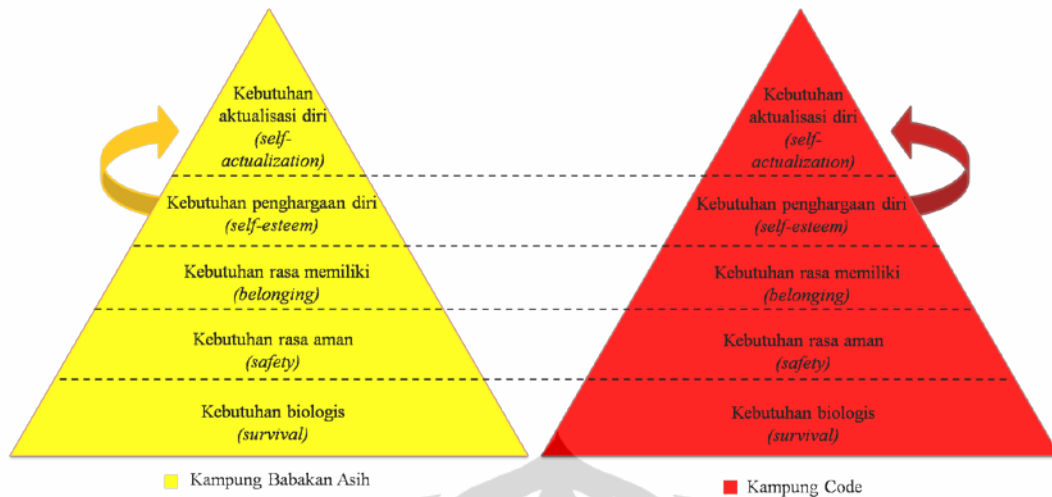 Kebutuhan
aktualisasi diri
(self-
actualization)
Kebutuhan penghargaan diri
(self-esteem)
Kebutuhan rasa memiliki
(belonging)
Kebutuhan rasa aman
(safety)
Kebutuhan biologis
(survival)
Kampung Babakan Asih
Kebutuhan
aktualisasi diri
(self-
actualization)
Kebutuhan penghargaan diri
(self-esteem)
Kebutuhan rasa memiliki
(belonging)
Kebutuhan rasa aman
(safety)
Kebutuhan biologis
(survival)
Kampung Code